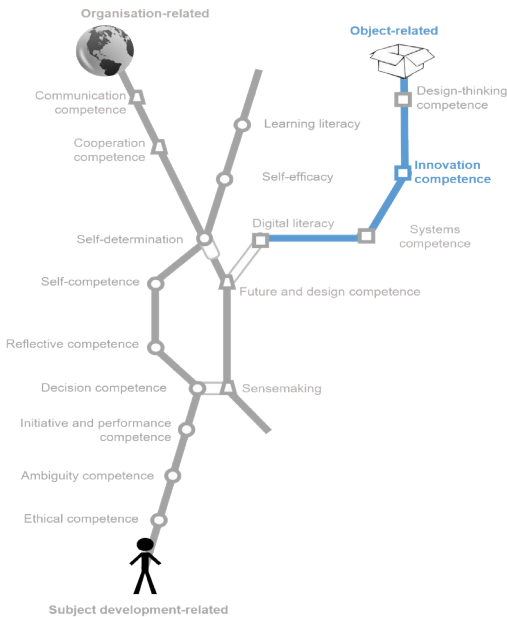 Organisation-related
Object-related
Communication
competence
Design-thinking
competence
Learning literacy
Cooperation
competence
Innovation
competence
Self-efficacy
Digital literacy
Self-determination
Systems
competence
Self-competence
Future and design competence
Reflective competence
Decision competence
Sensemaking
Initiative and performance
competence
Ambiguity competence
Ethical competence
Subject development-related